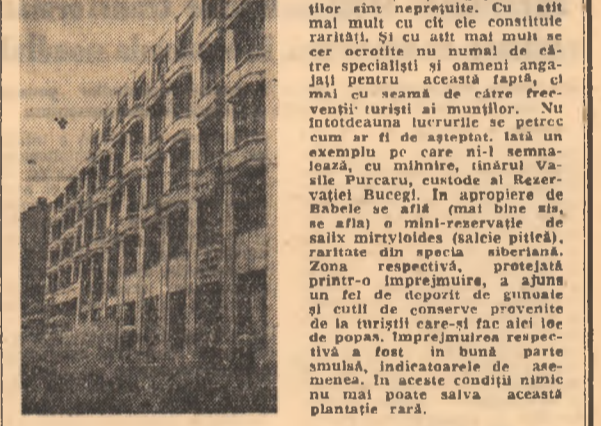 ților sînt neprețuite. Cu atît
mai mult cu cît ele constituie
rarități. Și cu atît mai mult se
cer ocrotite nu numai de că-
tre specialiști și oameni anga-
jați pentru această faptă, ci
mai cu seamă de către frec-
venții turiști ai munților. Nu
întotdeauna lucrurile se petrec
cum ar fi de așteptat. Iată un
exemplu pe care ni-l semna-
lează, cu mîhnire, tînărul Va-
sile Purcaru, custode al Rezer-
vației Bucegi. În apropiere de
Babele se află (mai bine zis,
se afla) o mini-rezervație de
salix mirtyloides (salcie pitică),
raritate din specia siberiană.
Zona respectivă, protejată
printr-o împrejmuire, a ajuns
un fel de depozit de gunoaie
și cutii de conserve provenite
de la turiștii care-și fac aici loc
de popas. Împrejmuirea respec-
tivă a fost în bună parte
smulsă, indicatoarele de ase-
menea. În aceste condiții nimic
nu mai poate salva această
plantație rară.